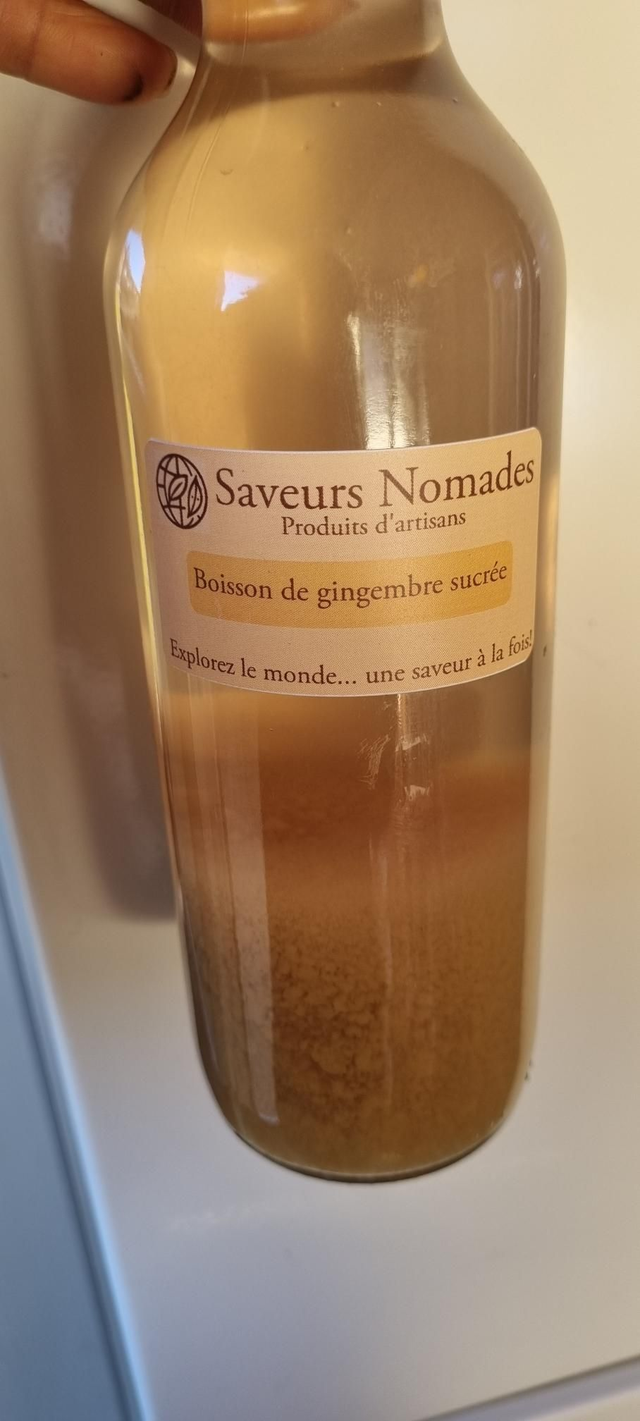 Saveurs Nomades
Produits d'artisans
Boisson de gingembre sucrée
Explorez le monde... une saveur à la fois!